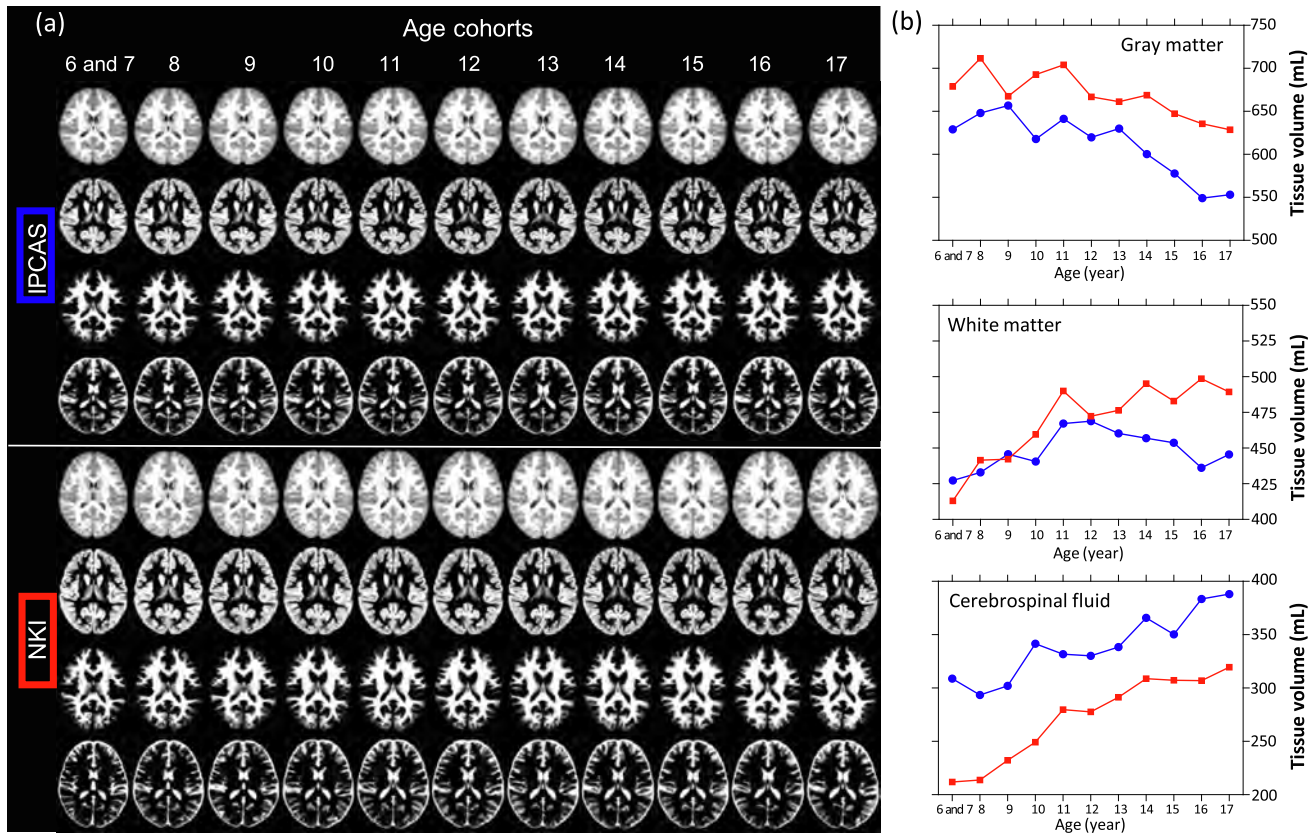 (a)
Age cohorts
6 and 7 8 9 10 11 12 13 14 15 16 17
IPCAS
NKI
(b)
Gray matter
750
700
650
600
550
500
Tissue volume (mL)
6 and 7 8 9 10 11 12 13 14 15 16 17
Age (year)
White matter
550
525
500
475
450
425
400
Tissue volume (mL)
6 and 7 8 9 10 11 12 13 14 15 16 17
Age (year)
Cerebrospinal fluid
400
350
300
250
200
Tissue volume (mL)
6 and 7 8 9 10 11 12 13 14 15 16 17
Age (year)